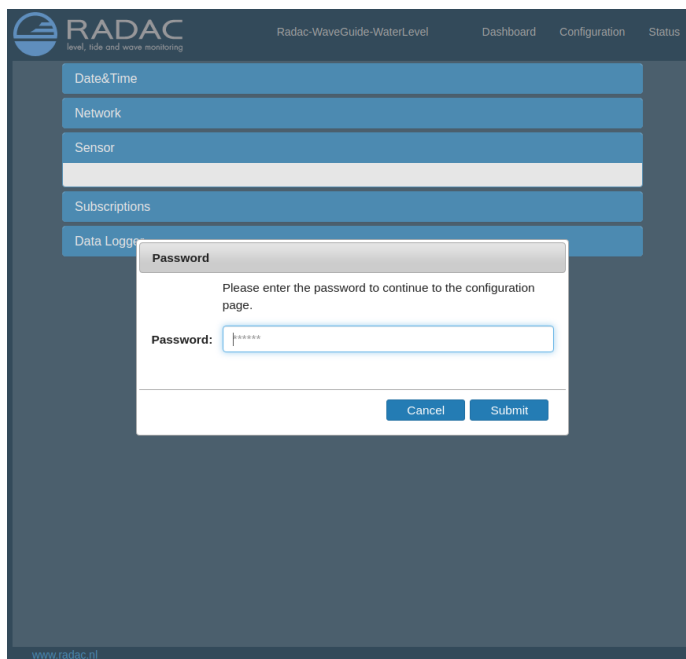 RADAC
level, tide and wave monitoring
Radac-WaveGuide-WaterLevel Dashboard Configuration Status
Date&Time
Network
Sensor
Subscriptions
Data Logger
Password
Please enter the password to continue to the configuration
page.
Password: ******
Cancel Submit
www.radac.nl